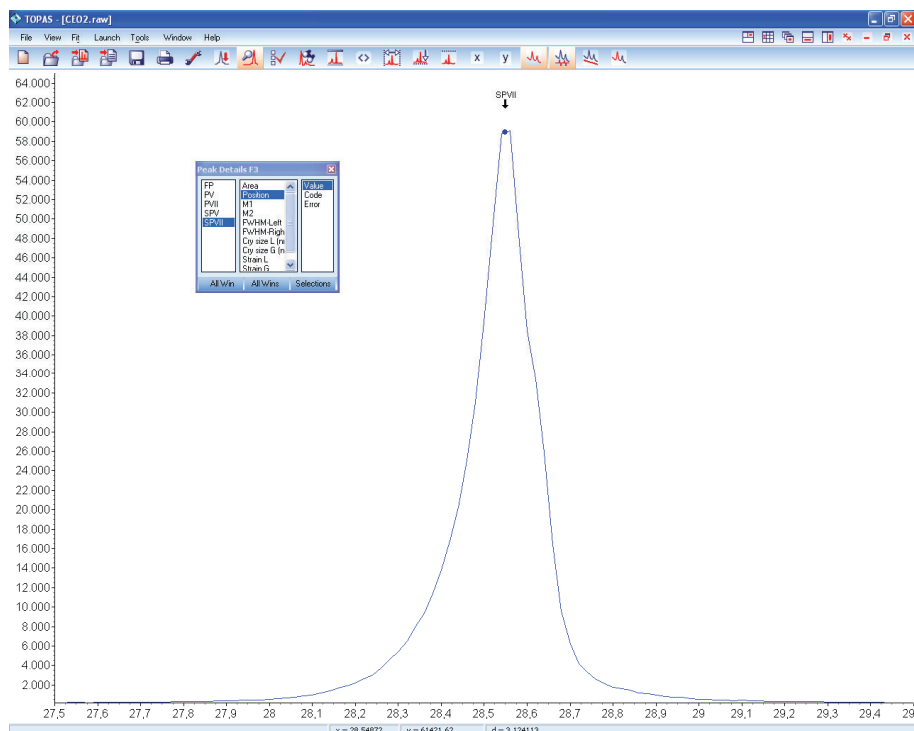 TOPAS - [CEO2.raw]
File View Fit Launch Tools Window Help
x y
SPVII
Peak Details F3
FP Area Value
PV Position Code
PVII M1 Error
SPV M2
SPVII FWHM-Left
FWHM-Righ
Cry size L (n
Cry size G (n
Strain L
Strain G
All Win All Wins Selections
64.000
62.000
60.000
58.000
56.000
54.000
52.000
50.000
48.000
46.000
44.000
42.000
40.000
38.000
36.000
34.000
32.000
30.000
28.000
26.000
24.000
22.000
20.000
18.000
16.000
14.000
12.000
10.000
8.000
6.000
4.000
2.000
27,5 27,6 27,7 27,8 27,9 28 28,1 28,2 28,3 28,4 28,5 28,6 28,7 28,8 28,9 29 29,1 29,2 29,3 29,4 29
x = 28.54872 y = 61421.62 d = 3.124113